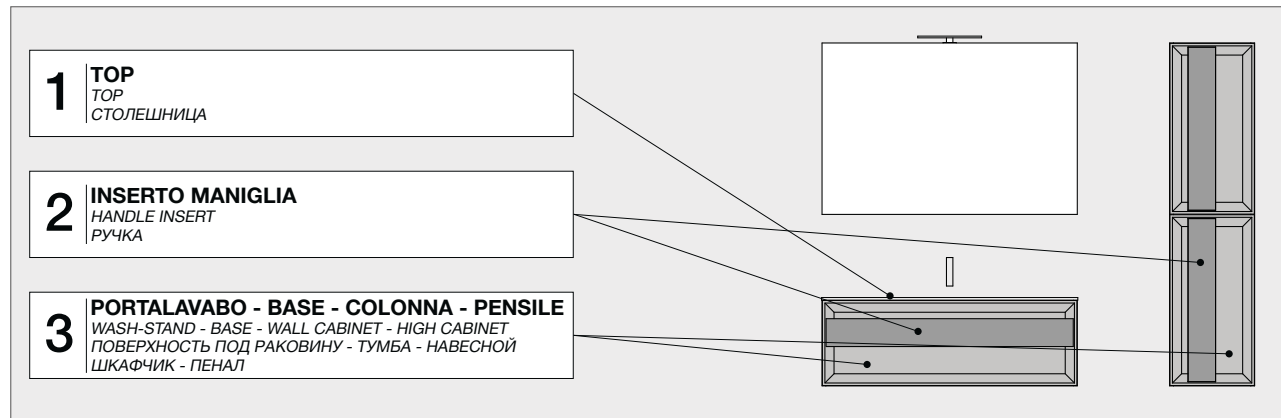 1
TOP
TOP
СТОЛЕШНИЦА
2
INSERTO MANIGLIA
HANDLE INSERT
РУЧКА
3
PORTALAVABO - BASE - COLONNA - PENSILE
WASH-STAND - BASE - WALL CABINET - HIGH CABINET
ПОВЕРХНОСТЬ ПОД РАКОВИНУ - ТУМБА - НАВЕСНОЙ
ШКАФЧИК - ПЕНАЛ